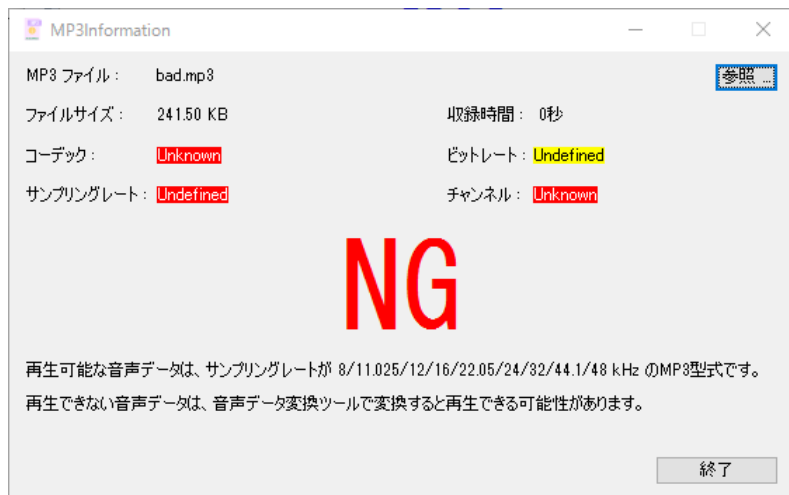 MP3Information
MP3 ファイル： bad.mp3 参照 ...
ファイルサイズ： 241.50 KB 収録時間： 0秒
コーデック： Unknown ビットレート： Undefined
サンプリングレート： Undefined チャンネル： Unknown
NG
再生可能な音声データは、サンプリングレートが 8/11.025/12/16/22.05/24/32/44.1/48 kHz のMP3型式です。
再生できない音声データは、音声データ変換ツールで変換すると再生できる可能性があります。
終了